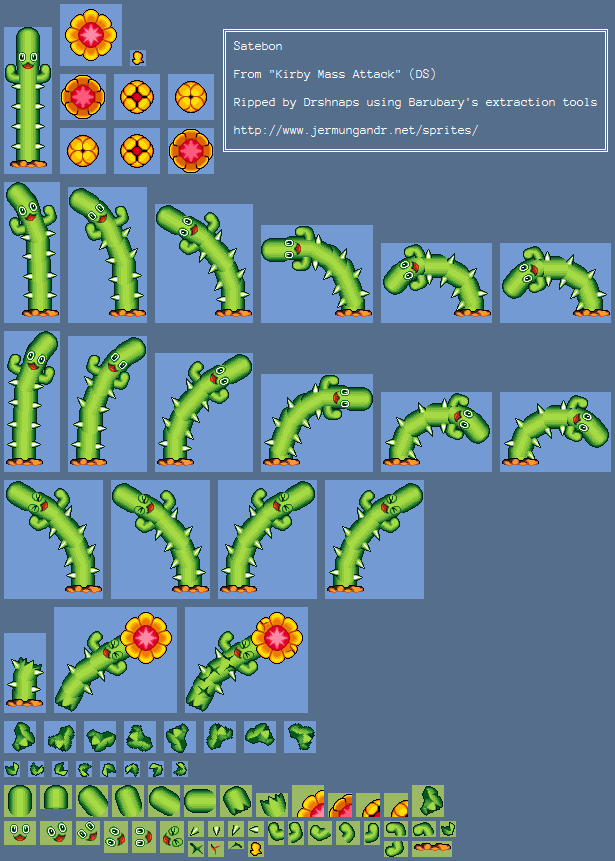 Satebon
From "Kirby Mass Attack" (DS)
Ripped by Drshnaps using Barubary's extraction tools
http://www.jermungandr.net/sprites/